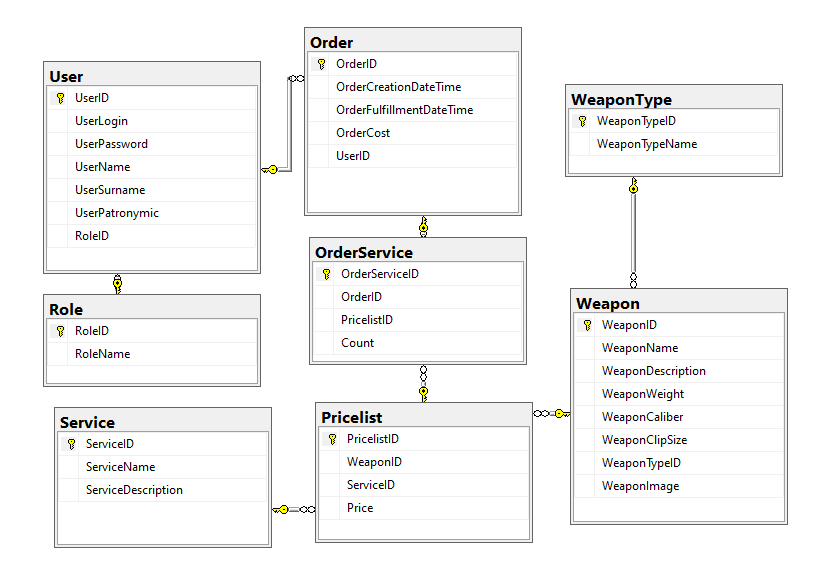 User
UserID
UserLogin
UserPassword
UserName
UserSurname
UserPatronymic
RoleID
Order
OrderID
OrderCreationDateTime
OrderFulfillmentDateTime
OrderCost
UserID
WeaponType
WeaponTypeID
WeaponTypeName
OrderService
OrderServiceID
OrderID
PricelistID
Count
Role
RoleID
RoleName
Weapon
WeaponID
WeaponName
WeaponDescription
WeaponWeight
WeaponCaliber
WeaponClipSize
WeaponTypeID
WeaponImage
Service
ServiceID
ServiceName
ServiceDescription
Pricelist
PricelistID
WeaponID
ServiceID
Price